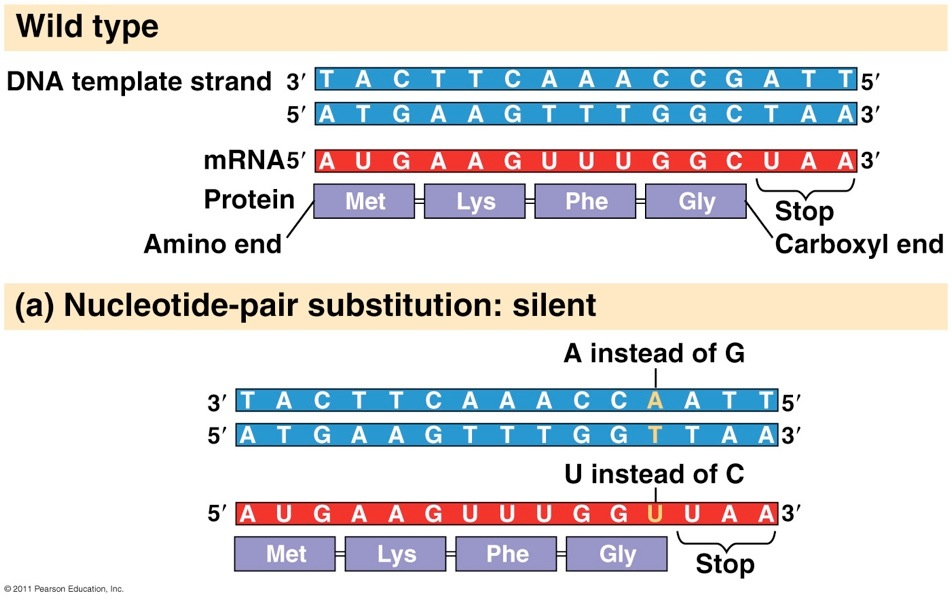 Wild type
DNA template strand 3′ T A C T T C A A A C C G A T T 5′
5′ A T G A A G T T T G G C T A A 3′
mRNA 5′ A U G A A G U U U G G C U A A 3′
Protein Met Lys Phe Gly Stop
Amino end Carboxyl end
(a) Nucleotide-pair substitution: silent
A instead of G
3′ T A C T T C A A A C C A A T T 5′
5′ A T G A A G T T T G G T T A A 3′
U instead of C
5′ A U G A A G U U U G G U U A A 3′
Met Lys Phe Gly Stop
© 2011 Pearson Education, Inc.